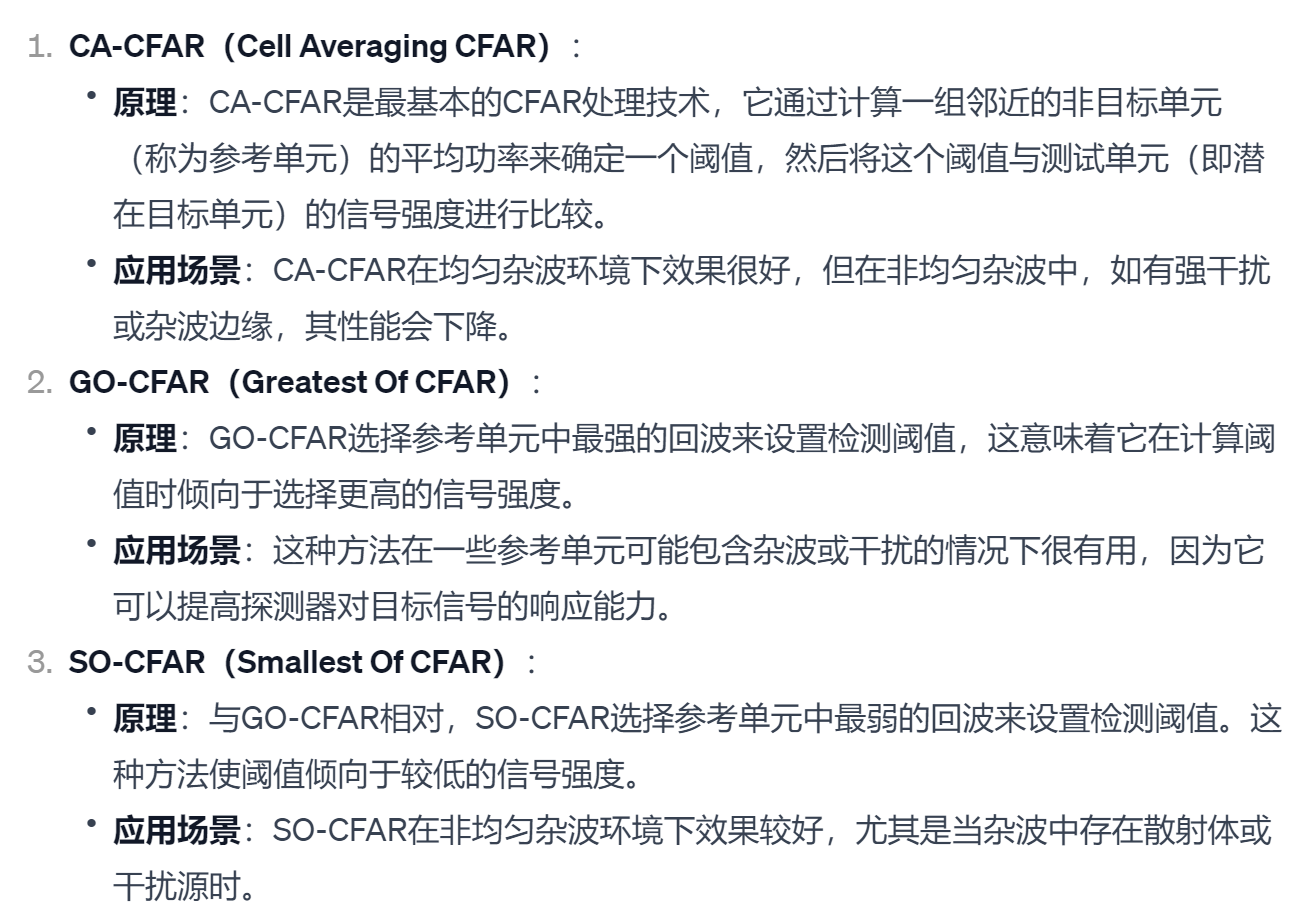 1. CA-CFAR（Cell Averaging CFAR）：
• 原理：CA-CFAR是最基本的CFAR处理技术，它通过计算一组邻近的非目标单元
（称为参考单元）的平均功率来确定一个阈值，然后将这个阈值与测试单元（即潜
在目标单元）的信号强度进行比较。
• 应用场景：CA-CFAR在均匀杂波环境下效果很好，但在非均匀杂波中，如有强干扰
或杂波边缘，其性能会下降。
2. GO-CFAR（Greatest Of CFAR）：
• 原理：GO-CFAR选择参考单元中最强的回波来设置检测阈值，这意味着它在计算阈
值时倾向于选择更高的信号强度。
• 应用场景：这种方法在一些参考单元可能包含杂波或干扰的情况下很有用，因为它
可以提高探测器对目标信号的响应能力。
3. SO-CFAR（Smallest Of CFAR）：
• 原理：与GO-CFAR相对，SO-CFAR选择参考单元中最弱的回波来设置检测阈值。这
种方法使阈值倾向于较低的信号强度。
• 应用场景：SO-CFAR在非均匀杂波环境下效果较好，尤其是当杂波中存在散射体或
干扰源时。